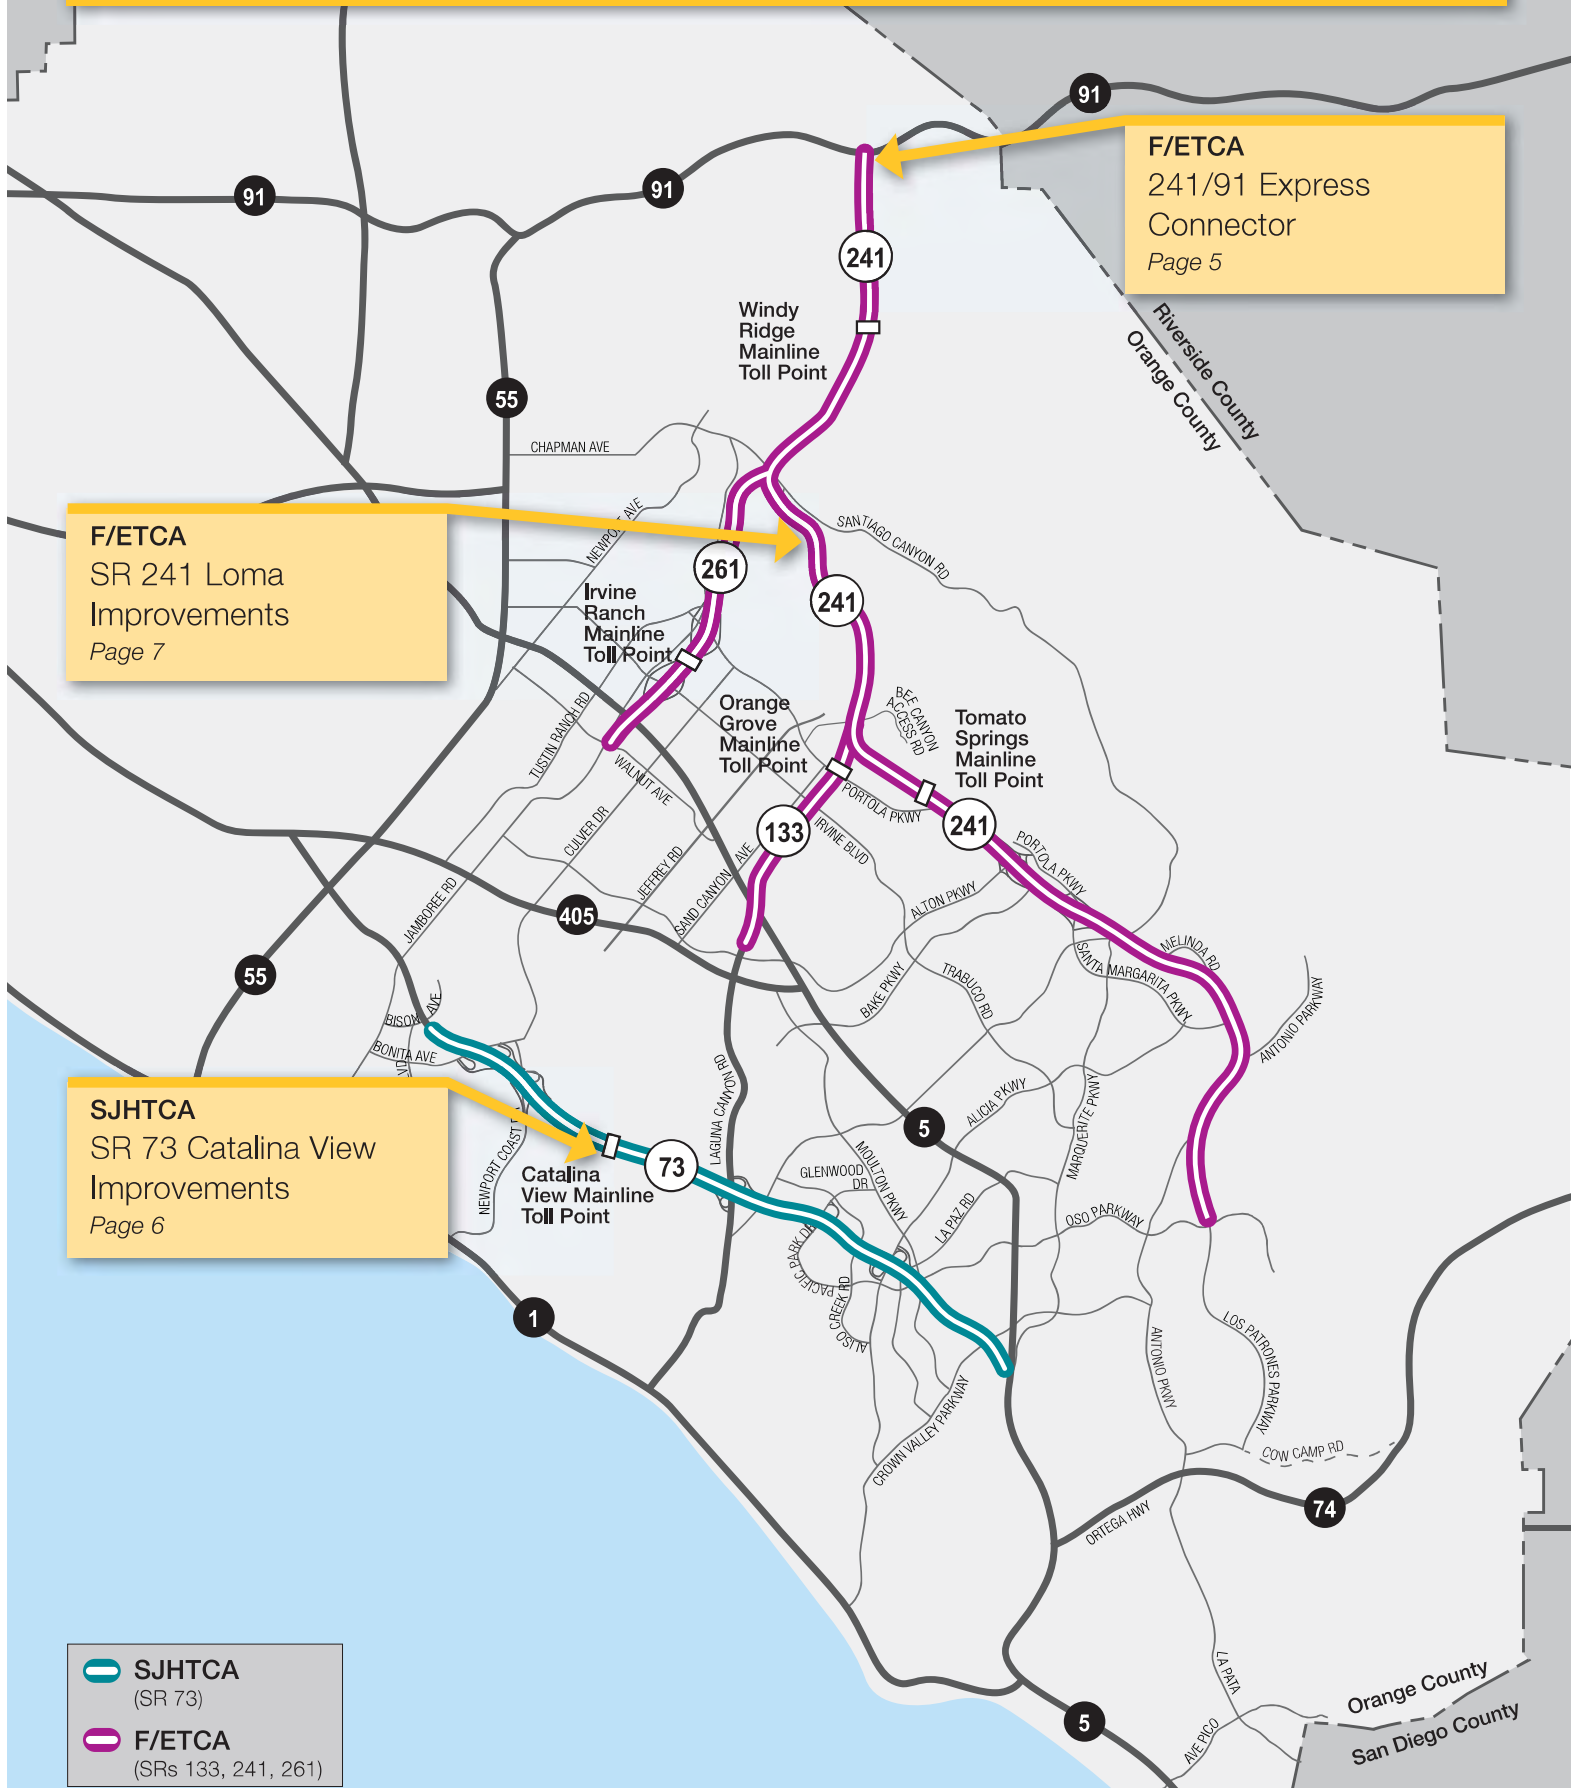 91
F/ETCA
241/91 Express
Connector
Page 5
91
91
241
Windy
Ridge
Mainline
Toll Point
Riverside County
Orange County
55
CHAPMAN AVE
NEWPORT AVE
SANTIAGO CANYON RD
F/ETCA
SR 241 Loma
Improvements
Page 7
261
241
Irvine
Ranch
Mainline
Toll Point
Orange
Grove
Mainline
Toll Point
BEE CANYON
ACCESS RD
Tomato
Springs
Mainline
Toll Point
TUSTIN RANCH RD
WALNUT AVE
PORTOLA PKWY
133
241
IRVINE BLVD
CULVER DR
JEFFREY RD
SAND CANYON AVE
PORTOLA PKWY
ALTON PKWY
JAMBOREE RD
405
55
MELINDA RD
SANTA MARGARITA PKWY
BAKE PKWY
TRABUCO RD
ANTONIO PARKWAY
BISON AVE
BONITA AVE
LAGUNA CANYON RD
ALICIA PKWY
MARQUERITE PKWY
5
SJHTCA
SR 73 Catalina View
Improvements
Page 6
NEWPORT COAST
73
Catalina
View Mainline
Toll Point
GLENWOOD
DR
MOULTON PKWY
LA PAZ RD
OSO PARKWAY
PACIFIC PARK DR
ALISO CREEK RD
1
LOS PATRONES PARKWAY
ANTONIO PKWY
CROWN VALLEY PARKWAY
COW CAMP RD
74
ORTEGA HWY
LA PATA
AVE PICO
5
Orange County
San Diego County
SJHTCA
(SR 73)
F/ETCA
(SRs 133, 241, 261)